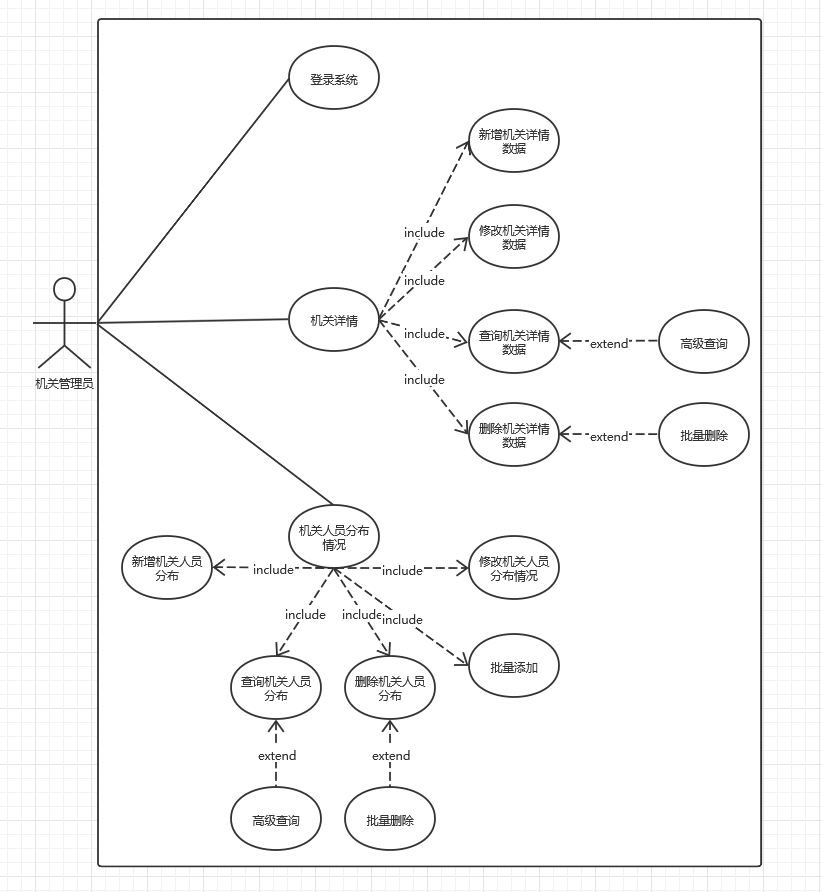 登录系统
新增机关详情
数据
include
修改机关详情
数据
include
机关详情
include
查询机关详情
数据
extend
高级查询
机关管理员
include
删除机关详情
数据
extend
批量删除
机关人员分布
情况
新增机关人员
分布
include
include
修改机关人员
分布情况
include
include
include
批量添加
查询机关人员
分布
删除机关人员
分布
extend
extend
高级查询
批量删除